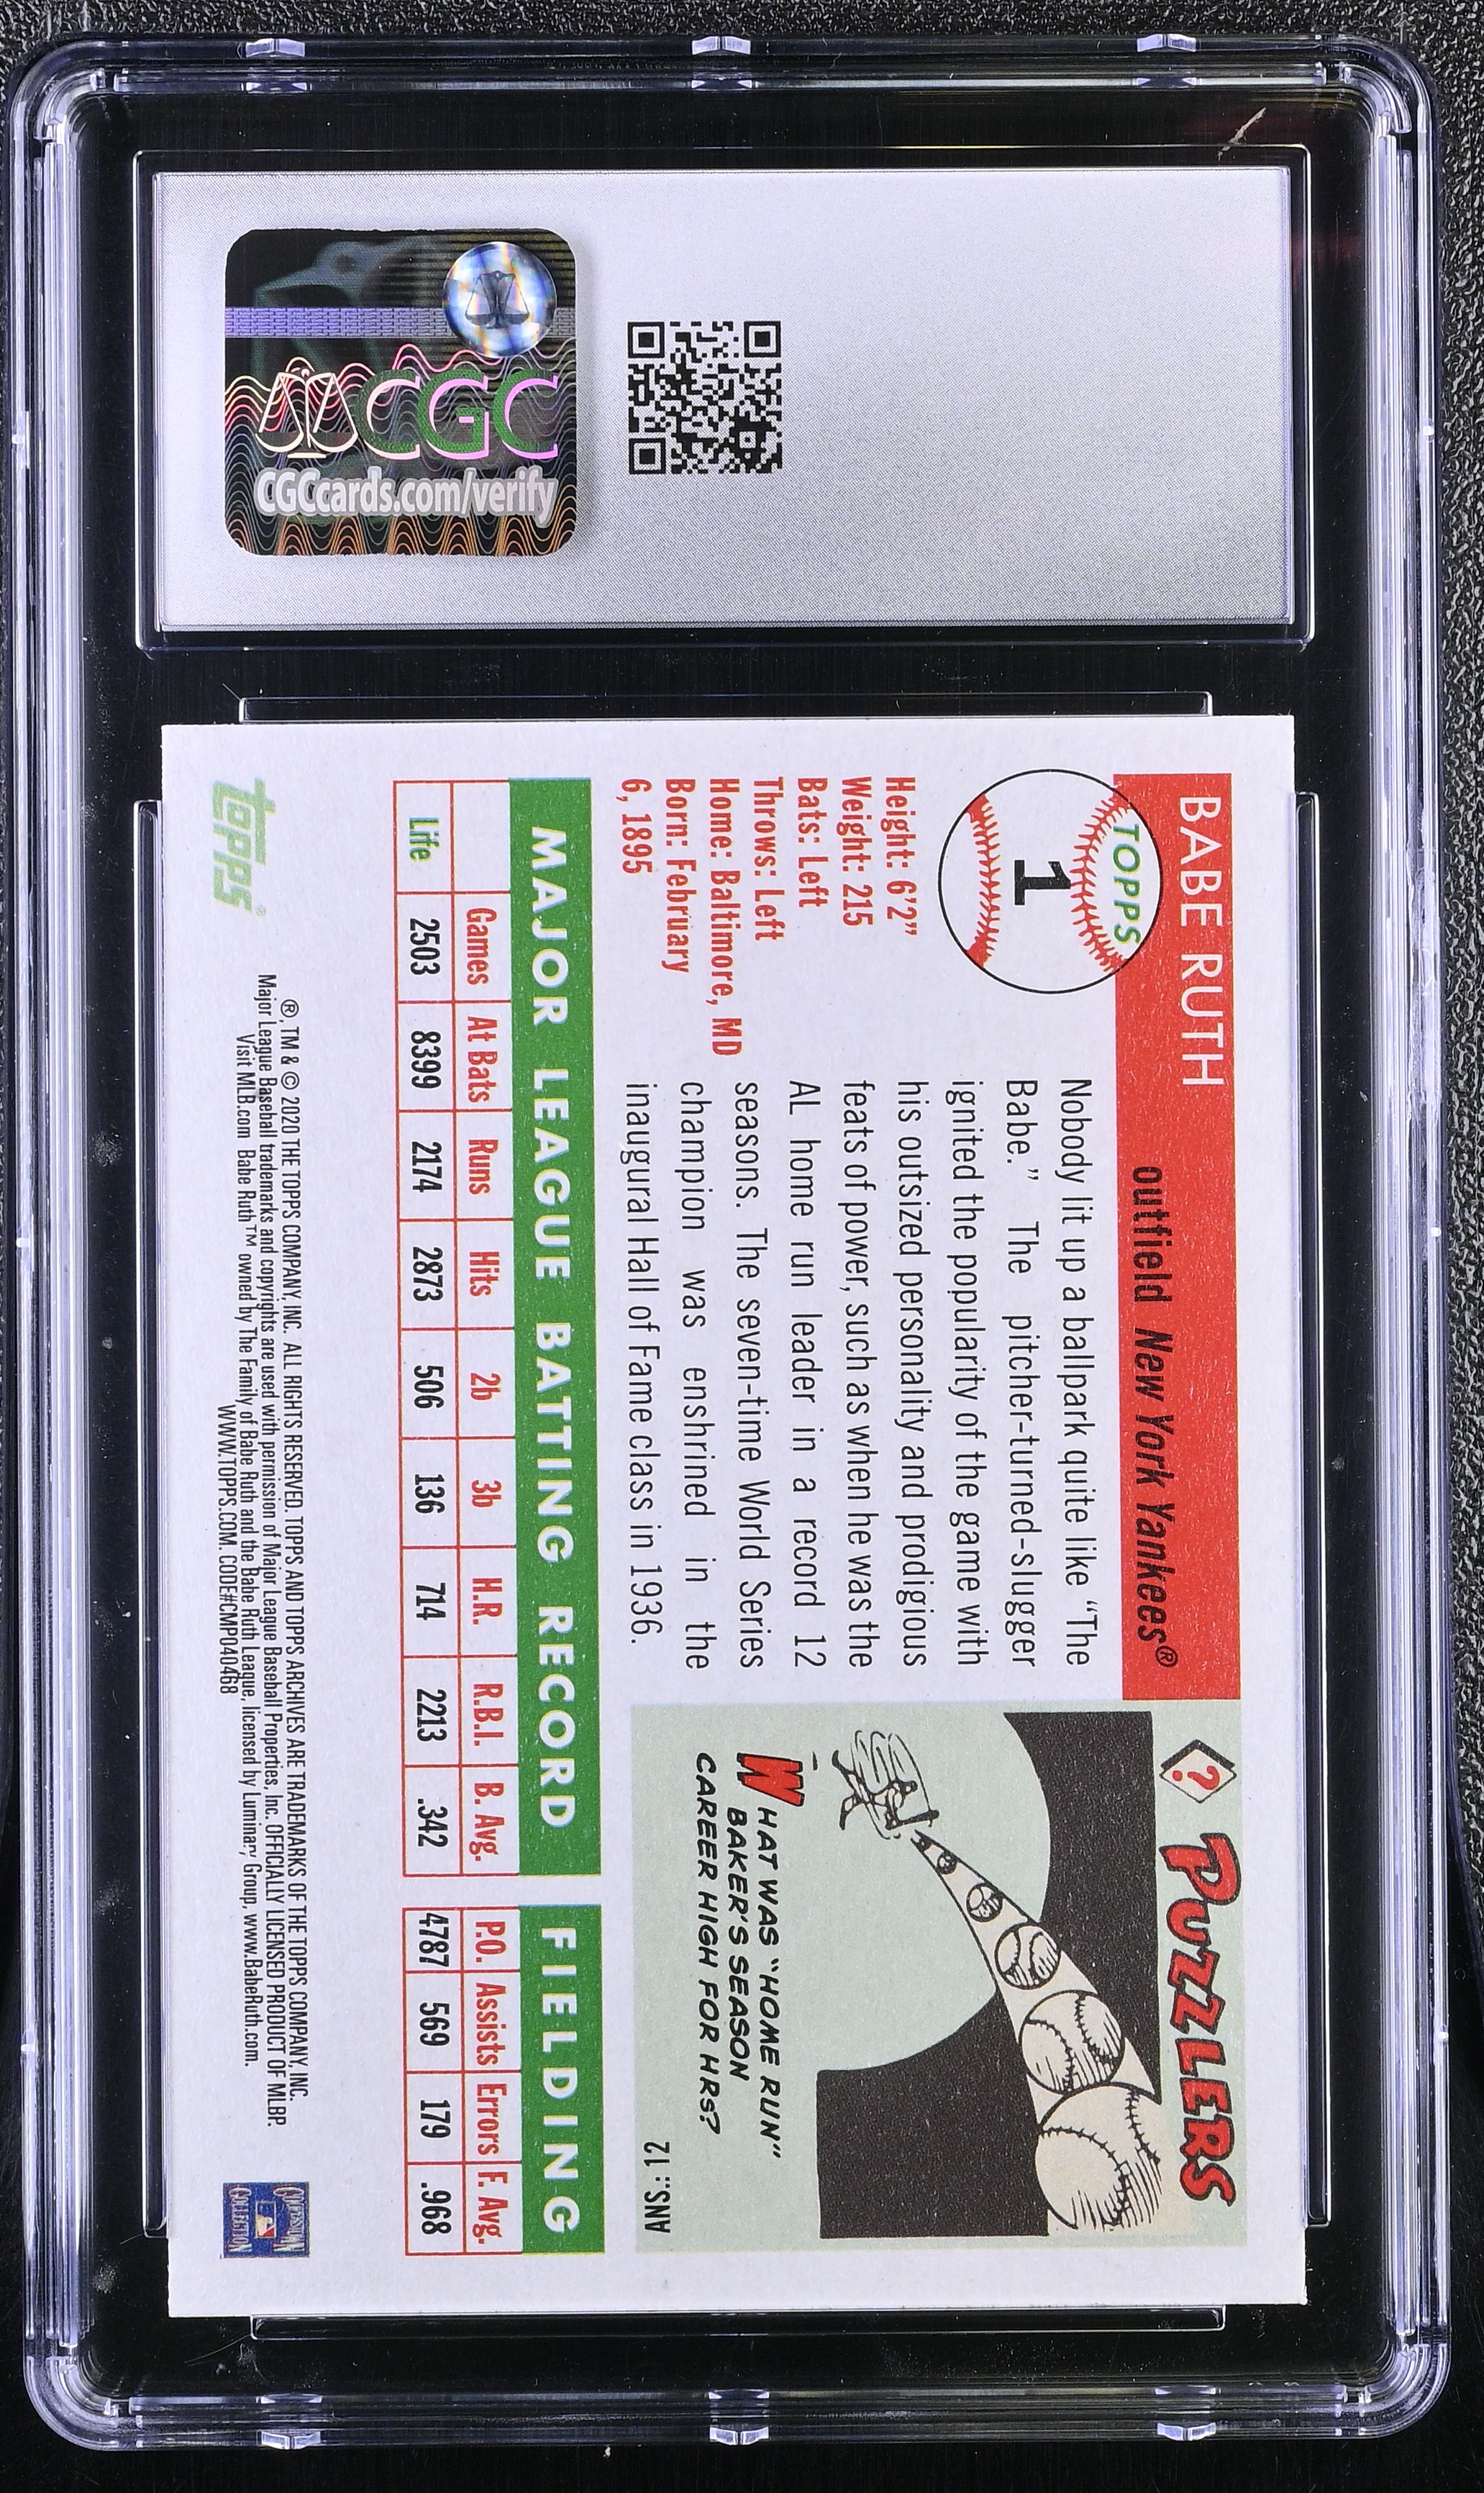 CGC
CGCcards.com/verify
BABE RUTH
outfield New York Yankees®
TOPPS
1
Height: 6'2"
Weight: 215
Bats: Left
Throws: Left
Home: Baltimore, MD
Born: February
6, 1895
Nobody lit up a ballpark quite like “The
Babe.” The pitcher-turned-slugger
ignited the popularity of the game with
his outsized personality and prodigious
feats of power, such as when he was the
AL home run leader in a record 12
seasons. The seven-time World Series
champion was enshrined in the
inaugural Hall of Fame class in 1936.
? PUZZLERS
WHAT WAS “HOME RUN”
BAKER'S SEASON
CAREER HIGH FOR HRs?
ANS.: 12
MAJOR LEAGUE BATTING RECORD
Games At Bats Runs Hits 2b 3b H.R. R.B.I. B. Avg.
Life 2503 8399 2174 2873 506 136 714 2213 .342
FIELDING
P.O. Assists Errors F. Avg.
4787 569 179 .968
topps®
®, TM & © 2020 THE TOPPS COMPANY, INC. ALL RIGHTS RESERVED. TOPPS AND TOPPS ARCHIVES ARE TRADEMARKS OF THE TOPPS COMPANY, INC.
Major League Baseball trademarks and copyrights are used with permission of Major League Baseball Properties, Inc. OFFICIALLY LICENSED PRODUCT OF MLBP.
Visit MLB.com Babe Ruth™ owned by The Family of Babe Ruth and the Babe Ruth League, licensed by Luminary Group, www.BabeRuth.com.
WWW.TOPPS.COM. CODE#CMP040468
COOPERSTOWN
COLLECTION